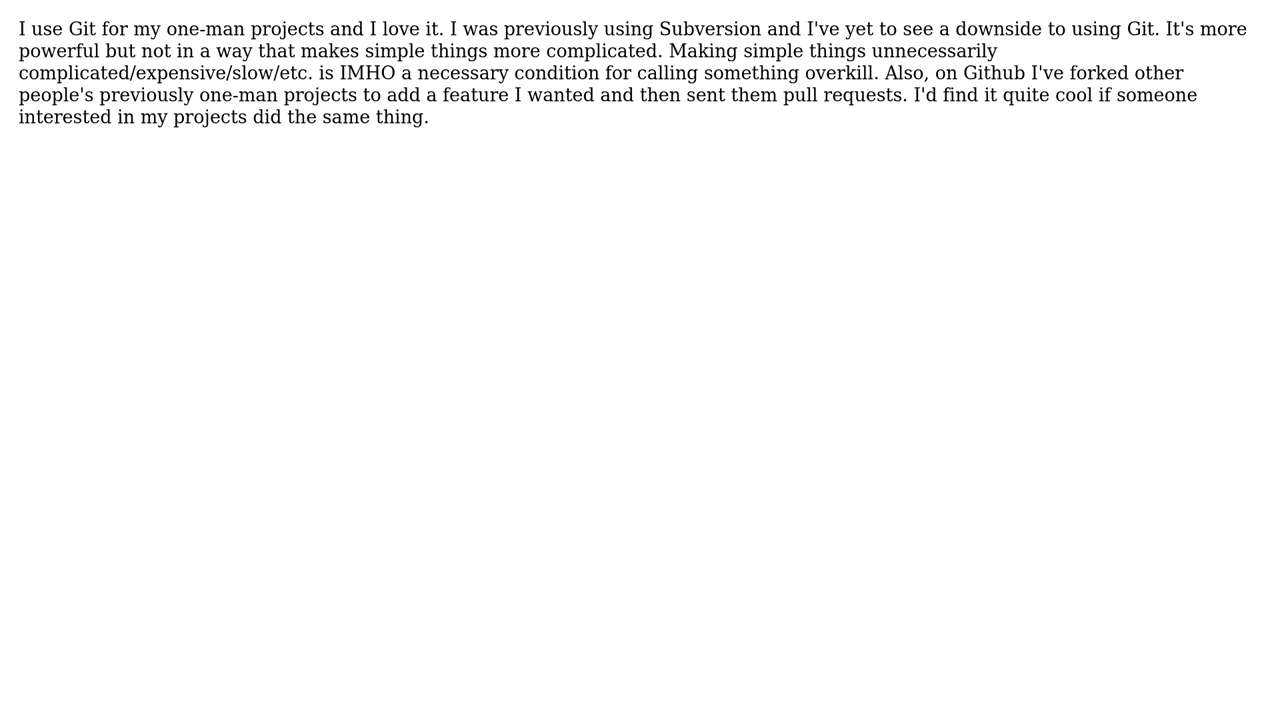 I use Git for my one-man projects and I love it. I was previously using Subversion and I've yet to see a downside to using Git. It's more
powerful but not in a way that makes simple things more complicated. Making simple things unnecessarily
complicated/expensive/slow/etc. is IMHO a necessary condition for calling something overkill. Also, on Github I've forked other
people's previously one-man projects to add a feature I wanted and then sent them pull requests. I'd find it quite cool if someone
interested in my projects did the same thing.